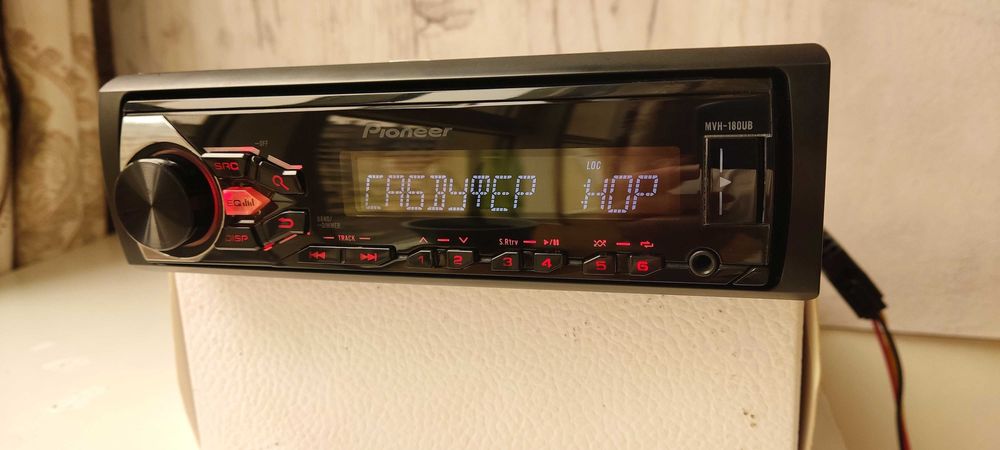 MVH-180UB
Pioneer
–OFF
SRC
LOC
САБВУФЕР НОР
EQ
BAND/
–DIMMER
DISP
TRACK
S.Rtrv
1 2 3 4 5 6